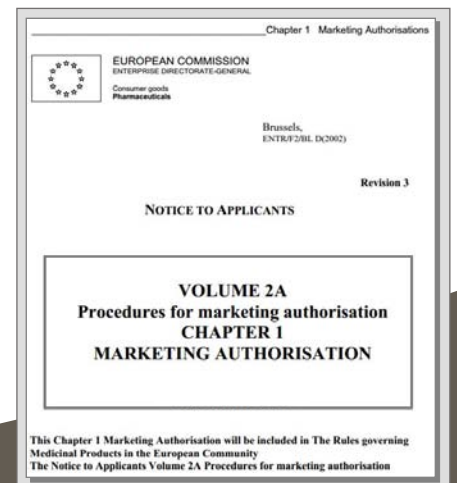 Chapter 1 Marketing Authorisations
EUROPEAN COMMISSION
ENTERPRISE DIRECTORATE-GENERAL
Consumer goods
Pharmaceuticals
Brussels,
ENTR/F2/BL D(2002)
Revision 3
NOTICE TO APPLICANTS
VOLUME 2A
Procedures for marketing authorisation
CHAPTER 1
MARKETING AUTHORISATION
This Chapter 1 Marketing Authorisation will be included in The Rules governing
Medicinal Products in the European Community
The Notice to Applicants Volume 2A Procedures for marketing authorisation